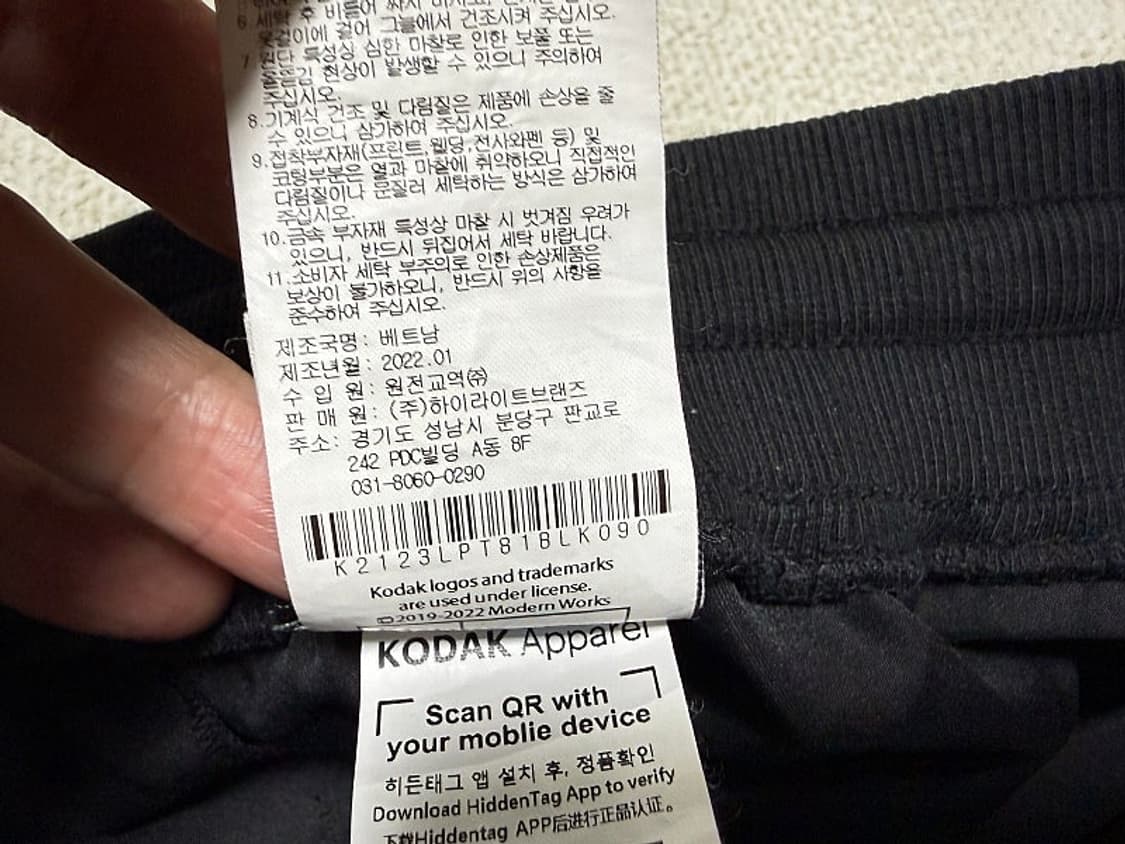 6. 세탁 후 비틀어 짜지 마시고, 
옷걸이에 걸어 그늘에서 건조시켜 주십시오.
7. 원다 특성상 심한 마찰로 인한 보풀 또는
올튿김 현상이 발생할 수 있으니 주의하여
주십시오.
8.기계식 건조 및 다림질은 제품에 손상을 줄
수 있으니 삼가하여 주십시오.
9.접착부자재(프린트,웰딩,전사와펜 등) 및
코팅부분은 열과 마찰에 취약하오니 직접적인
다림질이나 문질러 세탁하는 방식은 삼가하여
주십시오.
10.금속 부자재 특성상 마찰 시 벗겨짐 우려가
있으니, 반드시 뒤집어서 세탁 바랍니다.
11.소비자 세탁 부주의로 인한 손상제품은
보상이 불가하오니, 반드시 위의 사항을
준수하여 주십시오.
제조국명: 베트남
제조년월: 2022.01
수 입 원: 원전교역㈜
판 매 원: (주)하이라이트브랜즈
주소: 경기도 성남시 분당구 판교로
242 PDC빌딩 A동 8F
031-8060-0290
K2123LPT81BLK090
Kodak logos and trademarks
are used under license.
©2019-2022 Modern Works
KODAK Apparel
Scan QR with
your moblie device
히든태그 앱 설치 후, 정품확인
Download HiddenTag App to verify
下载Hiddentag APP后进行正品认证。